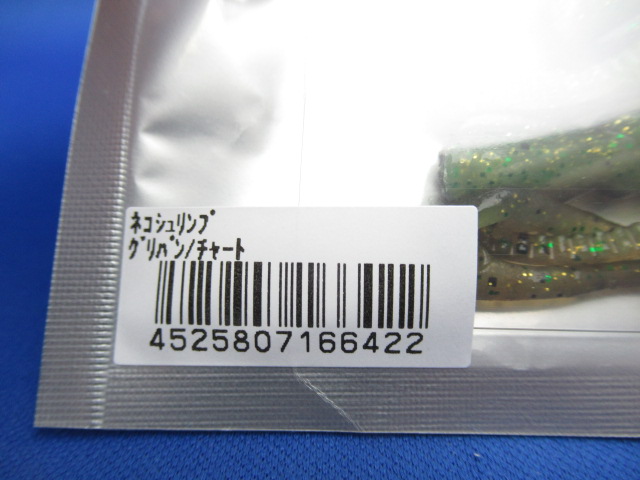 ﾈｺｼｭﾘﾝﾌﾟ
ｸﾞﾘﾊﾟﾝ/ﾁｬｰﾄ
4525807166422